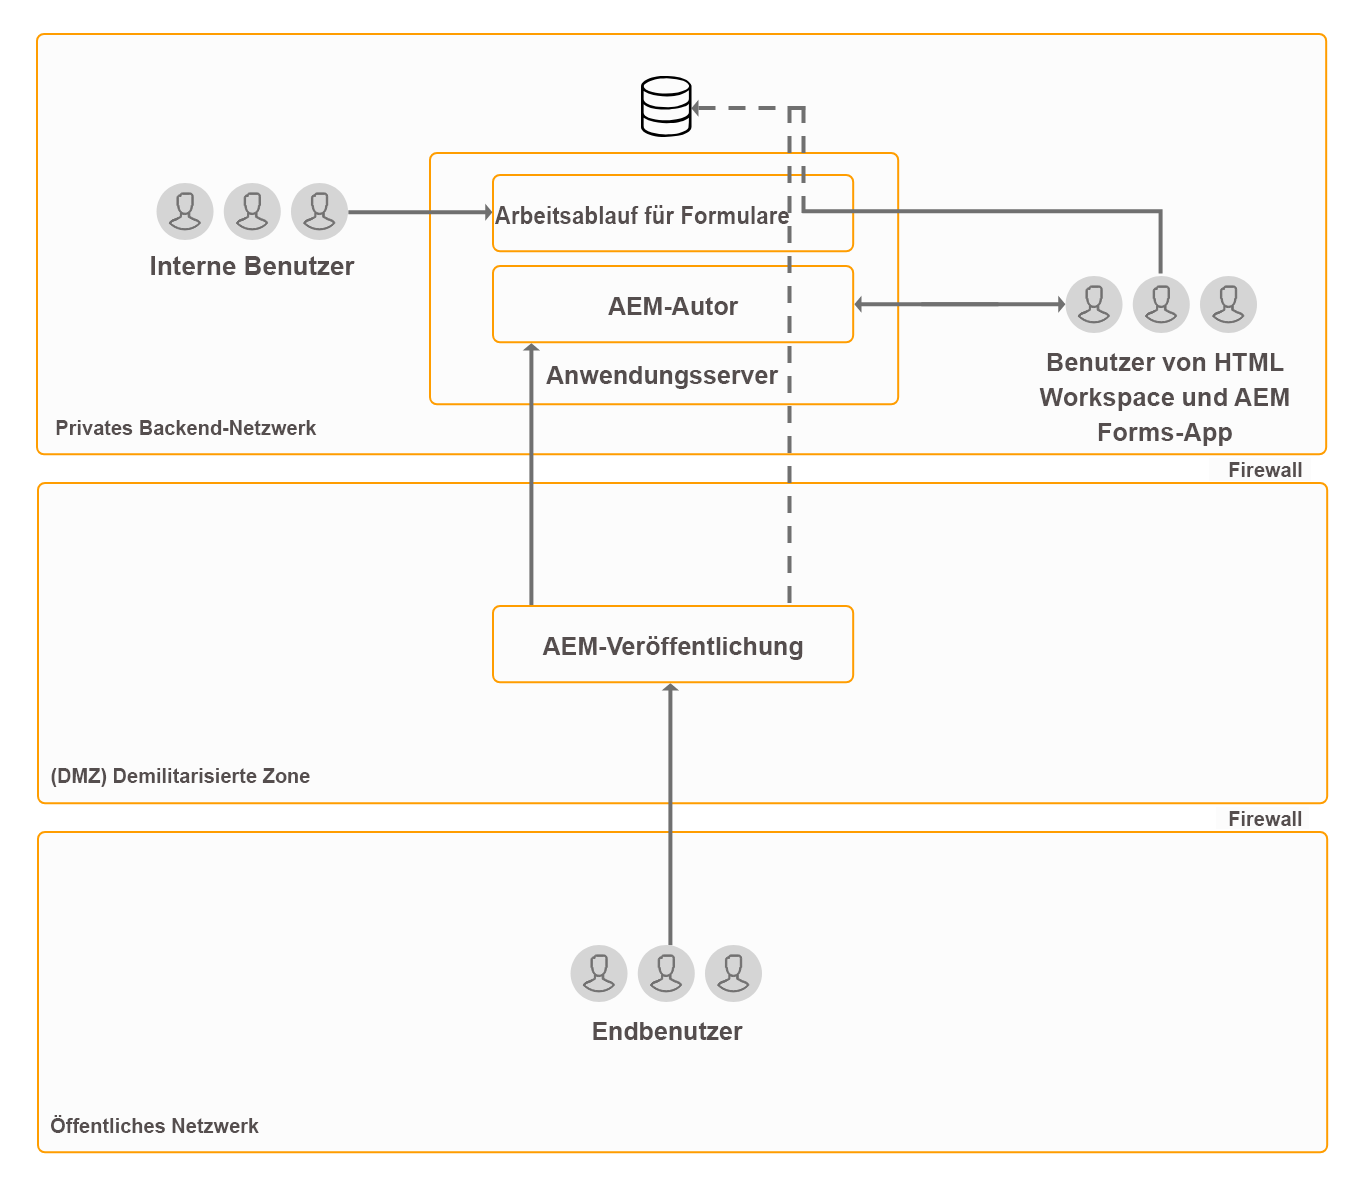 Arbeitsablauf für Formulare
Interne Benutzer
AEM-Autor
Anwendungsserver
Benutzer von HTML
Workspace und AEM
Forms-App
Privates Backend-Netzwerk
Firewall
AEM-Veröffentlichung
(DMZ) Demilitarisierte Zone
Firewall
Endbenutzer
Öffentliches Netzwerk